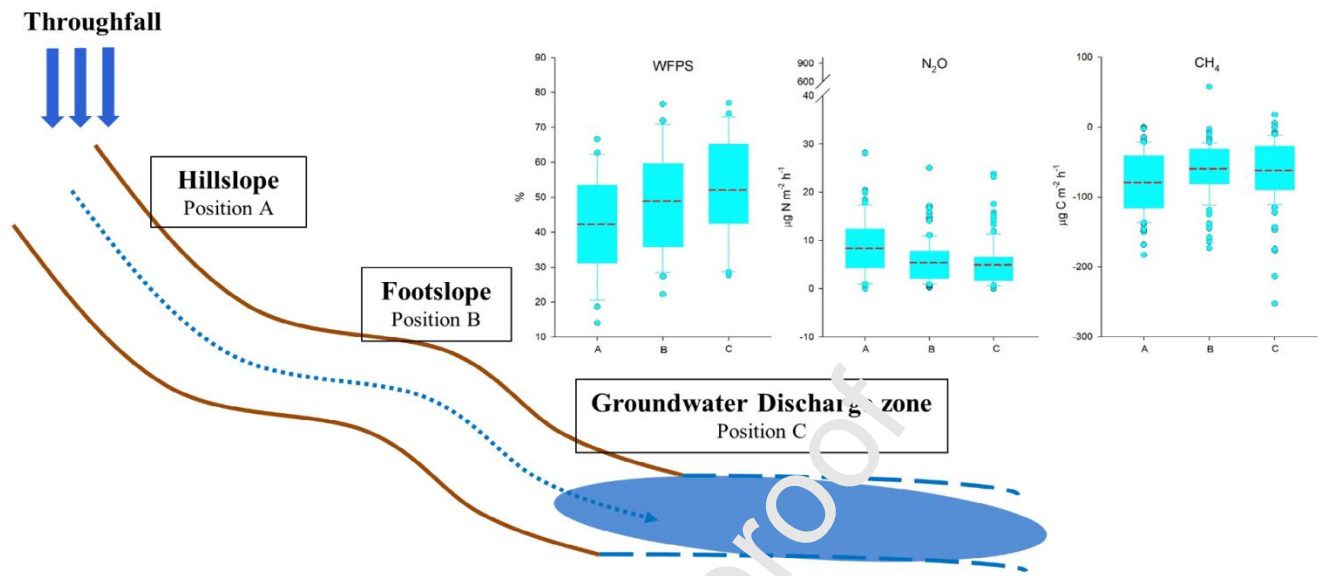 Throughfall
Hillslope
Position A
Footslope
Position B
Groundwater Discharge zone
Position C
WFPS
90
80
70
60
50
40
30
20
10
%
A B C
N₂O
900
600
40
30
20
10
0
-10
µg N m⁻² h⁻¹
A B C
CH₄
100
0
-100
-200
-300
µg C m⁻² h⁻¹
A B C
proof